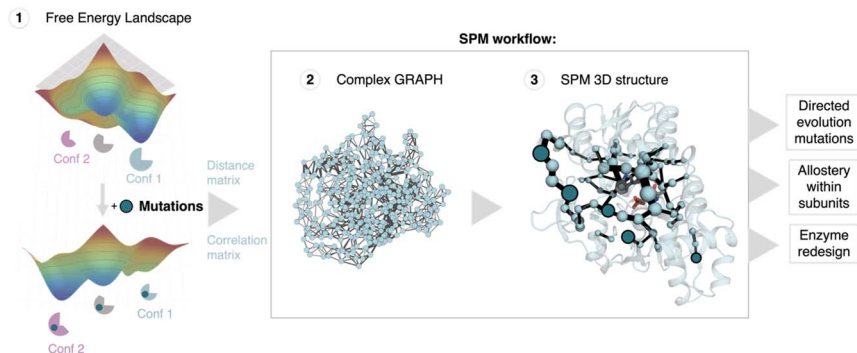 1 Free Energy Landscape
Conf 2
Conf 1
+ Mutations
Conf 1
Conf 2
Distance
matrix
Correlation
matrix
SPM workflow:
2 Complex GRAPH
3 SPM 3D structure
Directed
evolution
mutations
Allostery
within
subunits
Enzyme
redesign